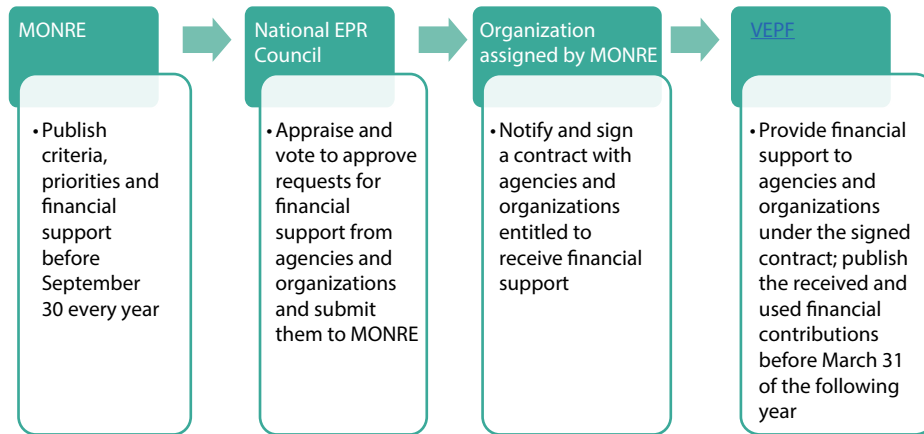 MONRE
• Publish
criteria,
priorities and
financial
support
before
September
30 every year
National EPR
Council
• Appraise and
vote to approve
requests for
financial
support from
agencies and
organizations
and submit
them to MONRE
Organization
assigned by MONRE
• Notify and sign
a contract with
agencies and
organizations
entitled to
receive financial
support
VEPF
• Provide financial
support to
agencies and
organizations
under the signed
contract; publish
the received and
used financial
contributions
before March 31
of the following
year